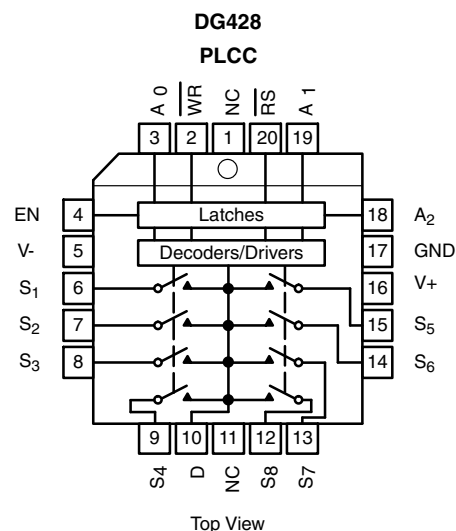 DG428
PLCC
A 0
WR
NC
RS
A 1
3 2 1 20 19
EN 4 Latches 18 A2
V- 5 Decoders/Drivers 17 GND
S1 6 16 V+
S2 7 15 S5
S3 8 14 S6
9 10 11 12 13
S4
D
NC
S8
S7
Top View